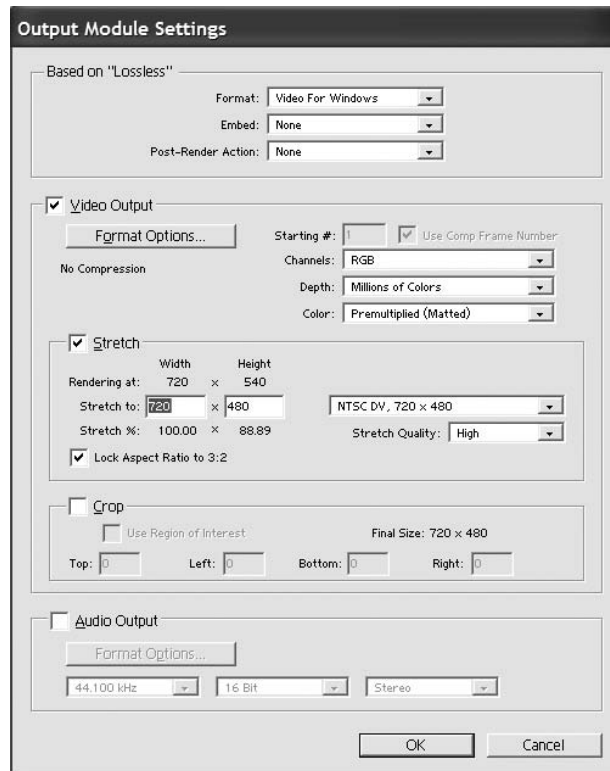 Output Module Settings
Based on "Lossless"
Format: Video For Windows
Embed: None
Post-Render Action: None
Video Output
Format Options... Starting #: 1 Use Comp Frame Number
No Compression Channels: RGB
Depth: Millions of Colors
Color: Premultiplied (Matted)
Stretch
Width Height
Rendering at: 720 x 540
Stretch to: 720 x 480 NTSC DV, 720 x 480
Stretch %: 100.00 x 88.89 Stretch Quality: High
Lock Aspect Ratio to 3:2
Crop
Use Region of Interest Final Size: 720 x 480
Top: 0 Left: 0 Bottom: 0 Right: 0
Audio Output
Format Options...
44.100 kHz 16 Bit Stereo
OK Cancel